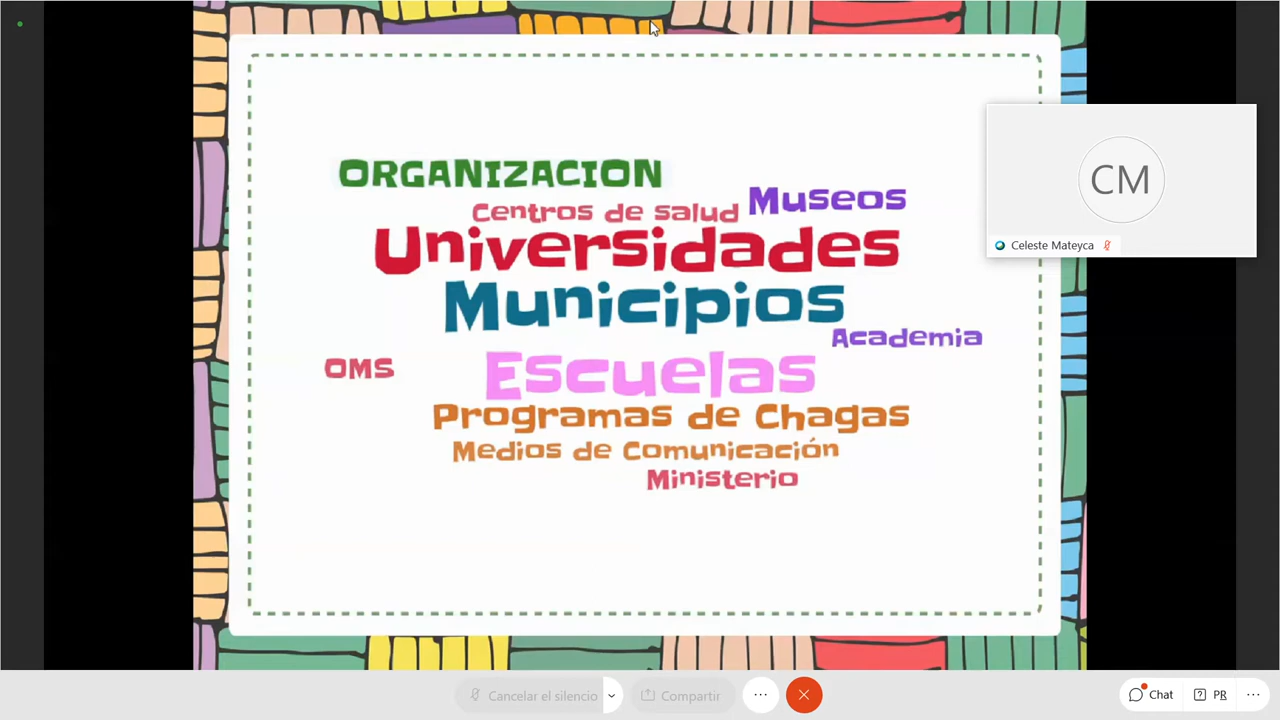 ORGANIZACION
Museos
Centros de salud
Universidades
Municipios
Academia
OMS
Escuelas
Programas de Chagas
Medios de Comunicación
Ministerio
CM
Celeste Mateyca
Cancelar el silencio
Compartir
Chat
PR